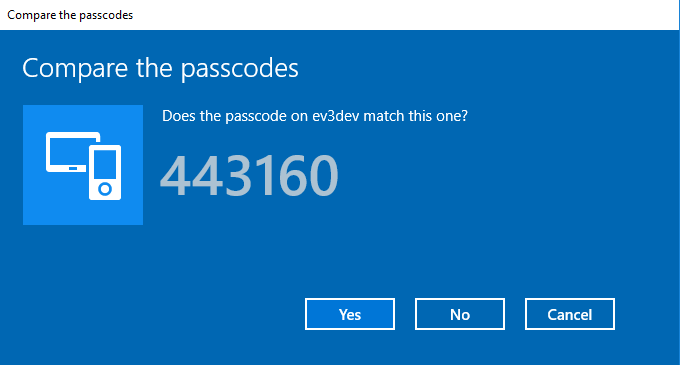 Compare the passcodes
Compare the passcodes
Does the passcode on ev3dev match this one?
443160
Yes No Cancel